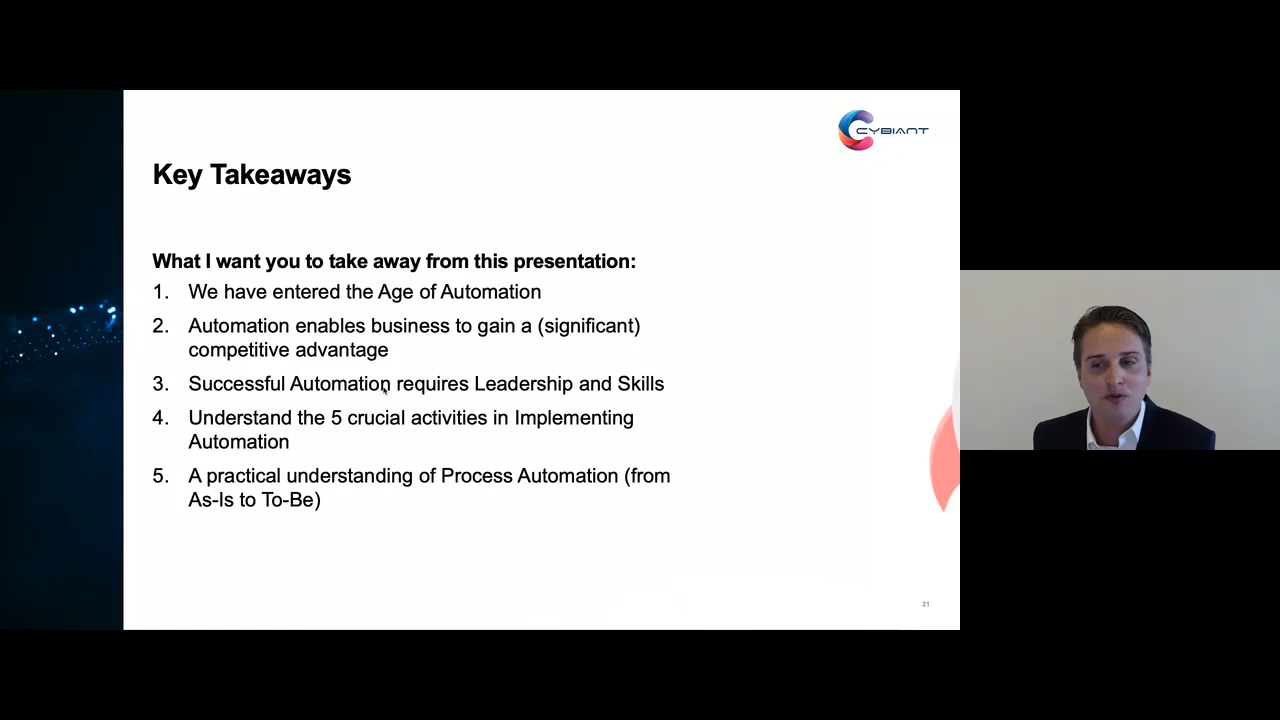 CYBIANT
Key Takeaways
What I want you to take away from this presentation:
1. We have entered the Age of Automation
2. Automation enables business to gain a (significant)
competitive advantage
3. Successful Automation requires Leadership and Skills
4. Understand the 5 crucial activities in Implementing
Automation
5. A practical understanding of Process Automation (from
As-Is to To-Be)
21